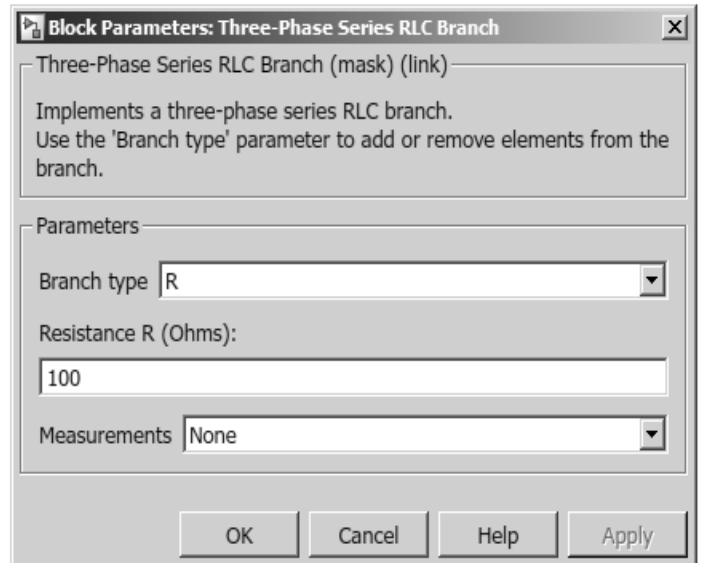 Block Parameters: Three-Phase Series RLC Branch
Three-Phase Series RLC Branch (mask) (link)
Implements a three-phase series RLC branch.
Use the 'Branch type' parameter to add or remove elements from the
branch.
Parameters
Branch type R
Resistance R (Ohms):
100
Measurements None
OK Cancel Help Apply